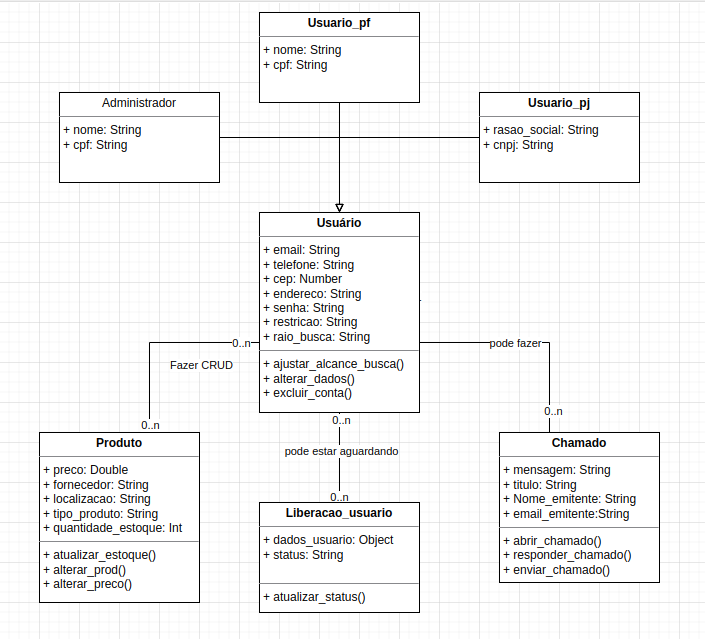 Usuario_pf
+ nome: String
+ cpf: String
Administrador
+ nome: String
+ cpf: String
Usuario_pj
+ rasao_social: String
+ cnpj: String
Usuário
+ email: String
+ telefone: String
+ cep: Number
+ endereco: String
+ senha: String
+ restricao: String
+ raio_busca: String
+ ajustar_alcance_busca()
+ alterar_dados()
+ excluir_conta()
0..n
Fazer CRUD
0..n
pode fazer
0..n
0..n
pode estar aguardando
0..n
Produto
+ preco: Double
+ fornecedor: String
+ localizacao: String
+ tipo_produto: String
+ quantidade_estoque: Int
+ atualizar_estoque()
+ alterar_prod()
+ alterar_preco()
Liberacao_usuario
+ dados_usuario: Object
+ status: String
+ atualizar_status()
Chamado
+ mensagem: String
+ titulo: String
+ Nome_emitente: String
+ email_emitente:String
+ abrir_chamado()
+ responder_chamado()
+ enviar_chamado()